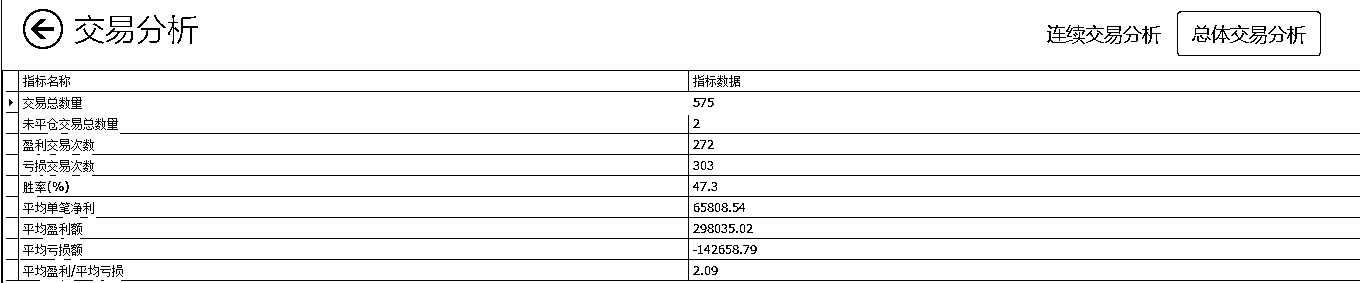 交易分析
连续交易分析 总体交易分析
指标名称 指标数据
交易总数量 575
未平仓交易总数量 2
盈利交易次数 272
亏损交易次数 303
胜率(%) 47.3
平均单笔净利 65808.54
平均盈利额 298035.02
平均亏损额 -142658.79
平均盈利/平均亏损 2.09